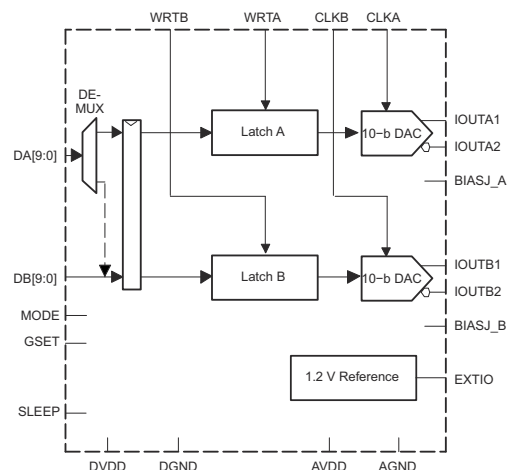 WRTB
WRTA
CLKB
CLKA
DE-
MUX
Latch A
10–b DAC
IOUTA1
IOUTA2
DA[9:0]
BIASJ_A
Latch B
10–b DAC
IOUTB1
IOUTB2
DB[9:0]
MODE
BIASJ_B
GSET
1.2 V Reference
EXTIO
SLEEP
DVDD
DGND
AVDD
AGND